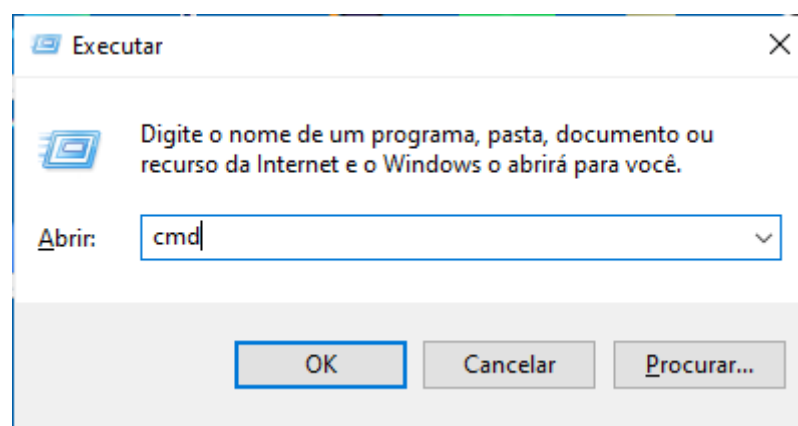 Executar
Digite o nome de um programa, pasta, documento ou
recurso da Internet e o Windows o abrirá para você.
Abrir: cmd
OK Cancelar Procurar...